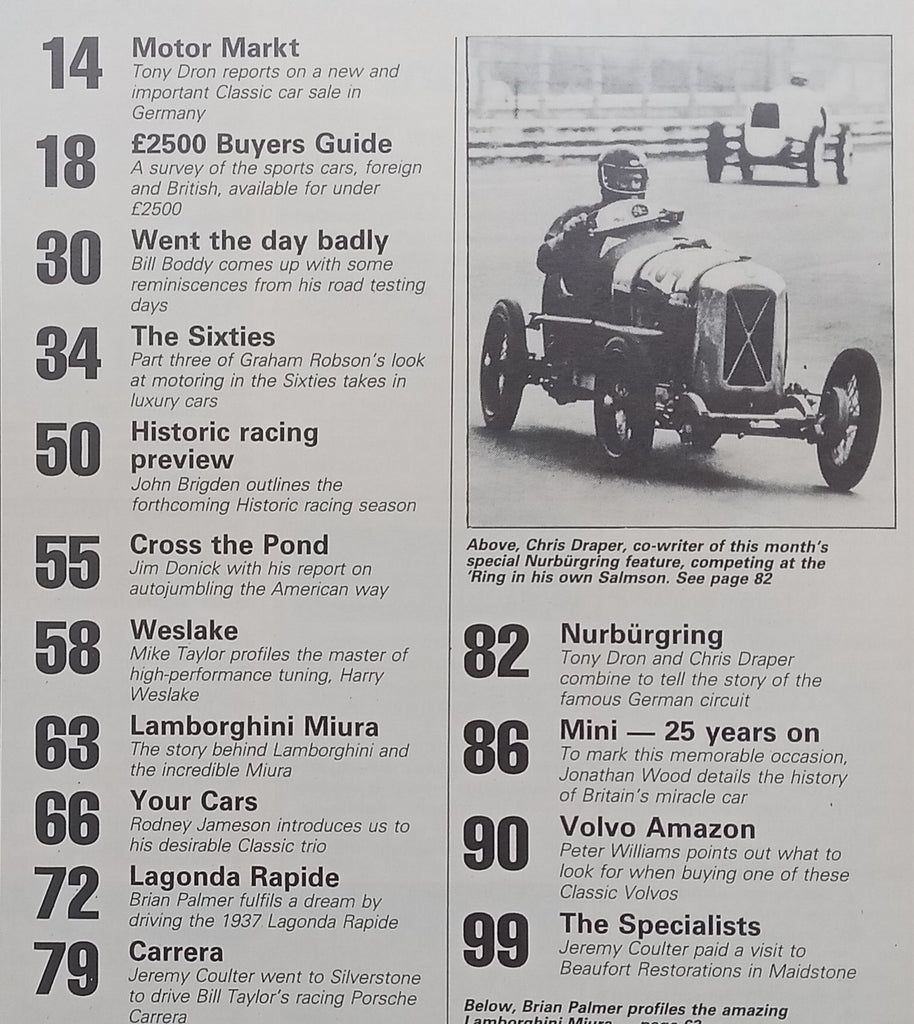 14 Motor Markt
Tony Dron reports on a new and
important Classic car sale in
Germany
18 £2500 Buyers Guide
A survey of the sports cars, foreign
and British, available for under
£2500
30 Went the day badly
Bill Boddy comes up with some
reminiscences from his road testing
days
34 The Sixties
Part three of Graham Robson's look
at motoring in the Sixties takes in
luxury cars
50 Historic racing
preview
John Brigden outlines the
forthcoming Historic racing season
55 Cross the Pond
Jim Donick with his report on
autojumbling the American way
58 Weslake
Mike Taylor profiles the master of
high-performance tuning, Harry
Weslake
63 Lamborghini Miura
The story behind Lamborghini and
the incredible Miura
66 Your Cars
Rodney Jameson introduces us to
his desirable Classic trio
72 Lagonda Rapide
Brian Palmer fulfils a dream by
driving the 1937 Lagonda Rapide
79 Carrera
Jeremy Coulter went to Silverstone
to drive Bill Taylor's racing Porsche
Carrera
Above, Chris Draper, co-writer of this month's
special Nurbürgring feature, competing at the
'Ring in his own Salmson. See page 82
82 Nurbürgring
Tony Dron and Chris Draper
combine to tell the story of the
famous German circuit
86 Mini — 25 years on
To mark this memorable occasion,
Jonathan Wood details the history
of Britain's miracle car
90 Volvo Amazon
Peter Williams points out what to
look for when buying one of these
Classic Volvos
99 The Specialists
Jeremy Coulter paid a visit to
Beaufort Restorations in Maidstone
Below, Brian Palmer profiles the amazing
Lamborghini Miura — page 63